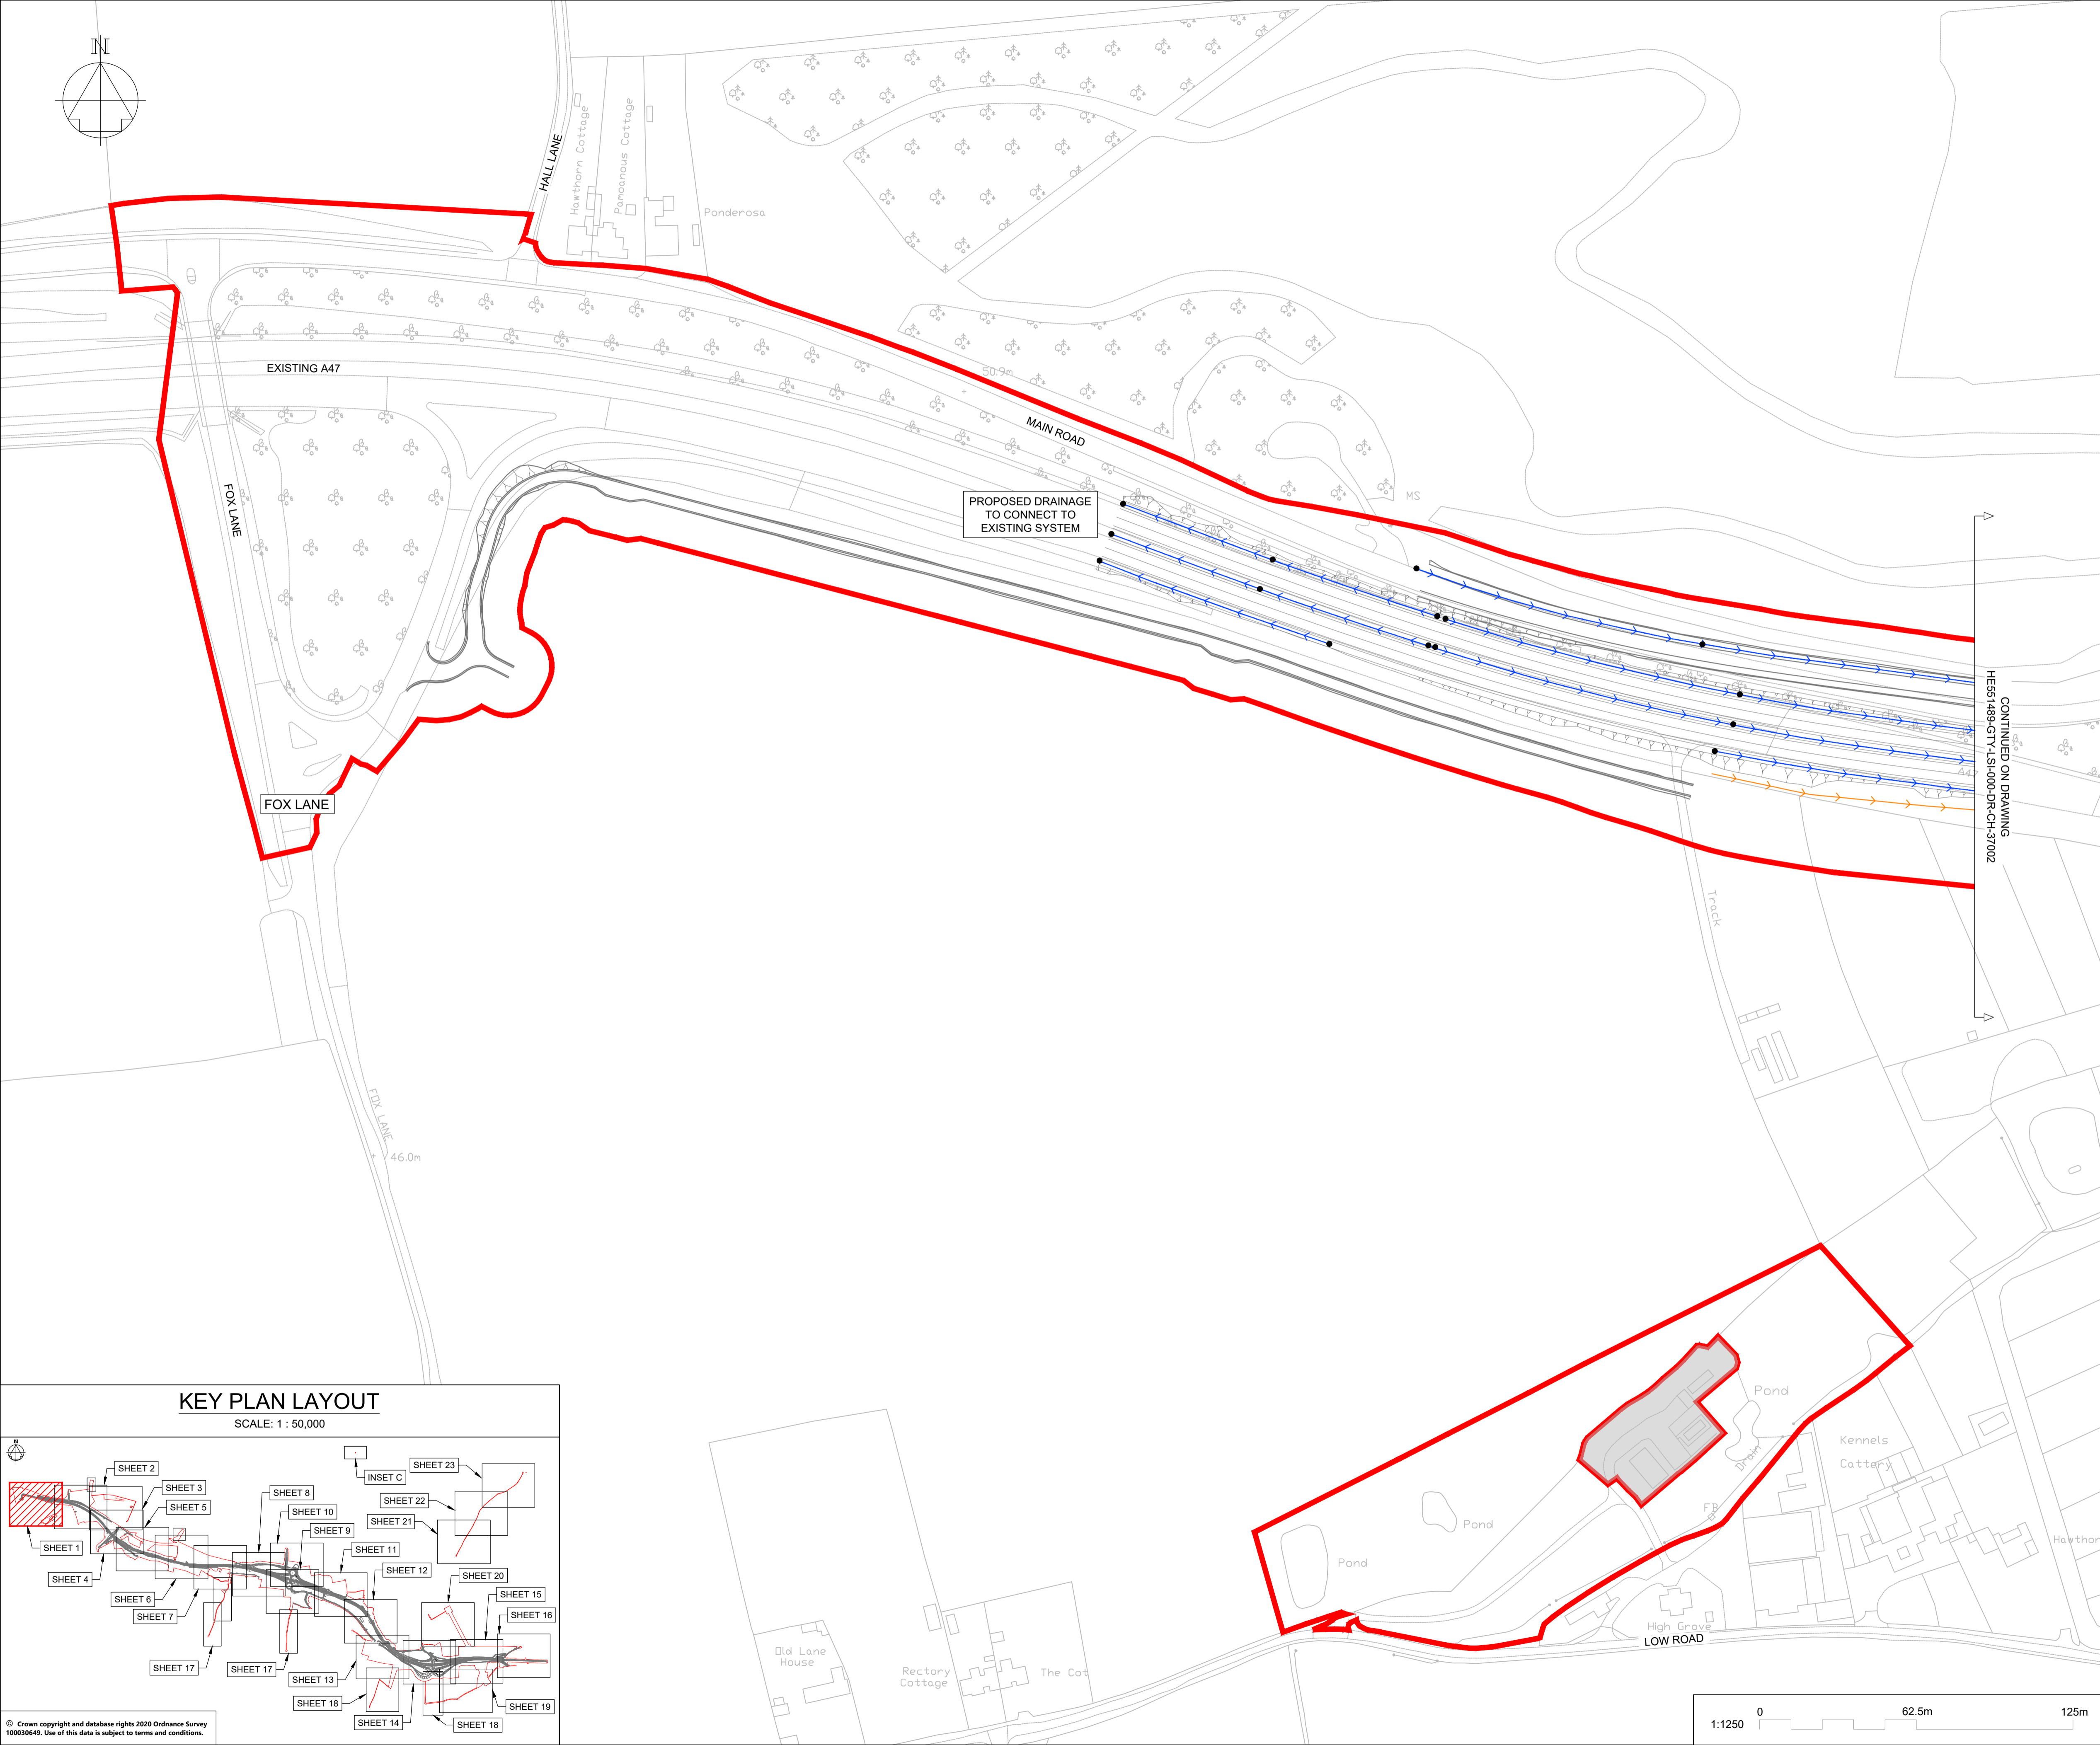 N
HALL LANE
Hawthorn Cottage
Pamoanous Cottage
Ponderosa
EXISTING A47
50.9m
MAIN ROAD
FOX LANE
MS
PROPOSED DRAINAGE
TO CONNECT TO
EXISTING SYSTEM
CONTINUED ON DRAWING
HE551489-GTY-LSI-000-DR-CH-37002
A47
FOX LANE
Track
FOX LANE
46.0m
Pond
Kennels
Cattery
Drain
FB
Pond
Pond
Hawthor
High Grove
LOW ROAD
Old Lane
House
Rectory
Cottage
The Cot
KEY PLAN LAYOUT
SCALE: 1 : 50,000
N
SHEET 2
SHEET 3
SHEET 5
SHEET 1
SHEET 4
SHEET 6
SHEET 7
SHEET 17
SHEET 8
SHEET 10
SHEET 9
SHEET 11
SHEET 12
SHEET 17
SHEET 13
SHEET 18
SHEET 14
SHEET 18
SHEET 19
SHEET 20
SHEET 15
SHEET 16
INSET C
SHEET 23
SHEET 22
SHEET 21
© Crown copyright and database rights 2020 Ordnance Survey
100030649. Use of this data is subject to terms and conditions.
1:1250
0
62.5m
125m